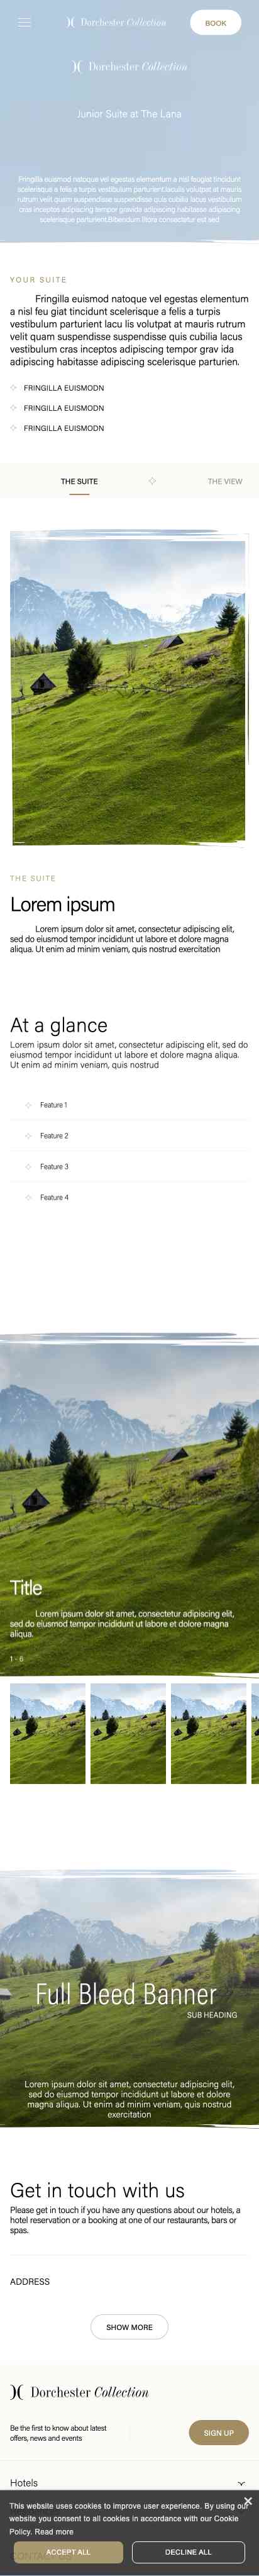 Dorchester Collection
BOOK
Dorchester Collection
Junior Suite at The Lana
Fringilla euismod natoque vel egestas elementum a nisl feugiat tincidunt
scelerisque a felis a turpis vestibulum parturient.Iaculis volutpat at mauris
rutrum velit quam suspendisse suspendisse quis cubilia lacus vestibulum
cras inceptos adipiscing tempor gravida adipiscing habitasse adipiscing
scelerisque parturient.Bibendum litora consectetur est sed
YOUR SUITE
Fringilla euismod natoque vel egestas elementum
a nisl feu giat tincidunt scelerisque a felis a turpis
vestibulum parturient lacu lis volutpat at mauris rutrum
velit quam suspendisse suspendisse quis cubilia lacus
vestibulum cras inceptos adipiscing tempor grav ida
adipiscing habitasse adipiscing scelerisque parturien.
FRINGILLA EUISMODN
FRINGILLA EUISMODN
FRINGILLA EUISMODN
THE SUITE
THE VIEW
THE SUITE
Lorem ipsum
Lorem ipsum dolor sit amet, consectetur adipiscing elit,
sed do eiusmod tempor incididunt ut labore et dolore magna
aliqua. Ut enim ad minim veniam, quis nostrud exercitation
At a glance
Lorem ipsum dolor sit amet, consectetur adipiscing elit, sed do
eiusmod tempor incididunt ut labore et dolore magna aliqua.
Ut enim ad minim veniam, quis nostrud
Feature 1
Feature 2
Feature 3
Feature 4
Title
Lorem ipsum dolor sit amet, consectetur adipiscing elit,
sed do eiusmod tempor incididunt ut labore et dolore magna
aliqua.
1 - 6
Full Bleed Banner
SUB HEADING
Lorem ipsum dolor sit amet, consectetur adipiscing elit,
sed do eiusmod tempor incididunt ut labore et dolore
magna aliqua. Ut enim ad minim veniam, quis nostrud
exercitation
Get in touch with us
Please get in touch if you have any questions about our hotels, a
hotel reservation or a booking at one of our restaurants, bars or
spas.
ADDRESS
SHOW MORE
Dorchester Collection
Be the first to know about latest
offers, news and events
SIGN UP
Hotels
This website uses cookies to improve user experience. By using our
website you consent to all cookies in accordance with our Cookie
Policy. Read more
ACCEPT ALL
DECLINE ALL